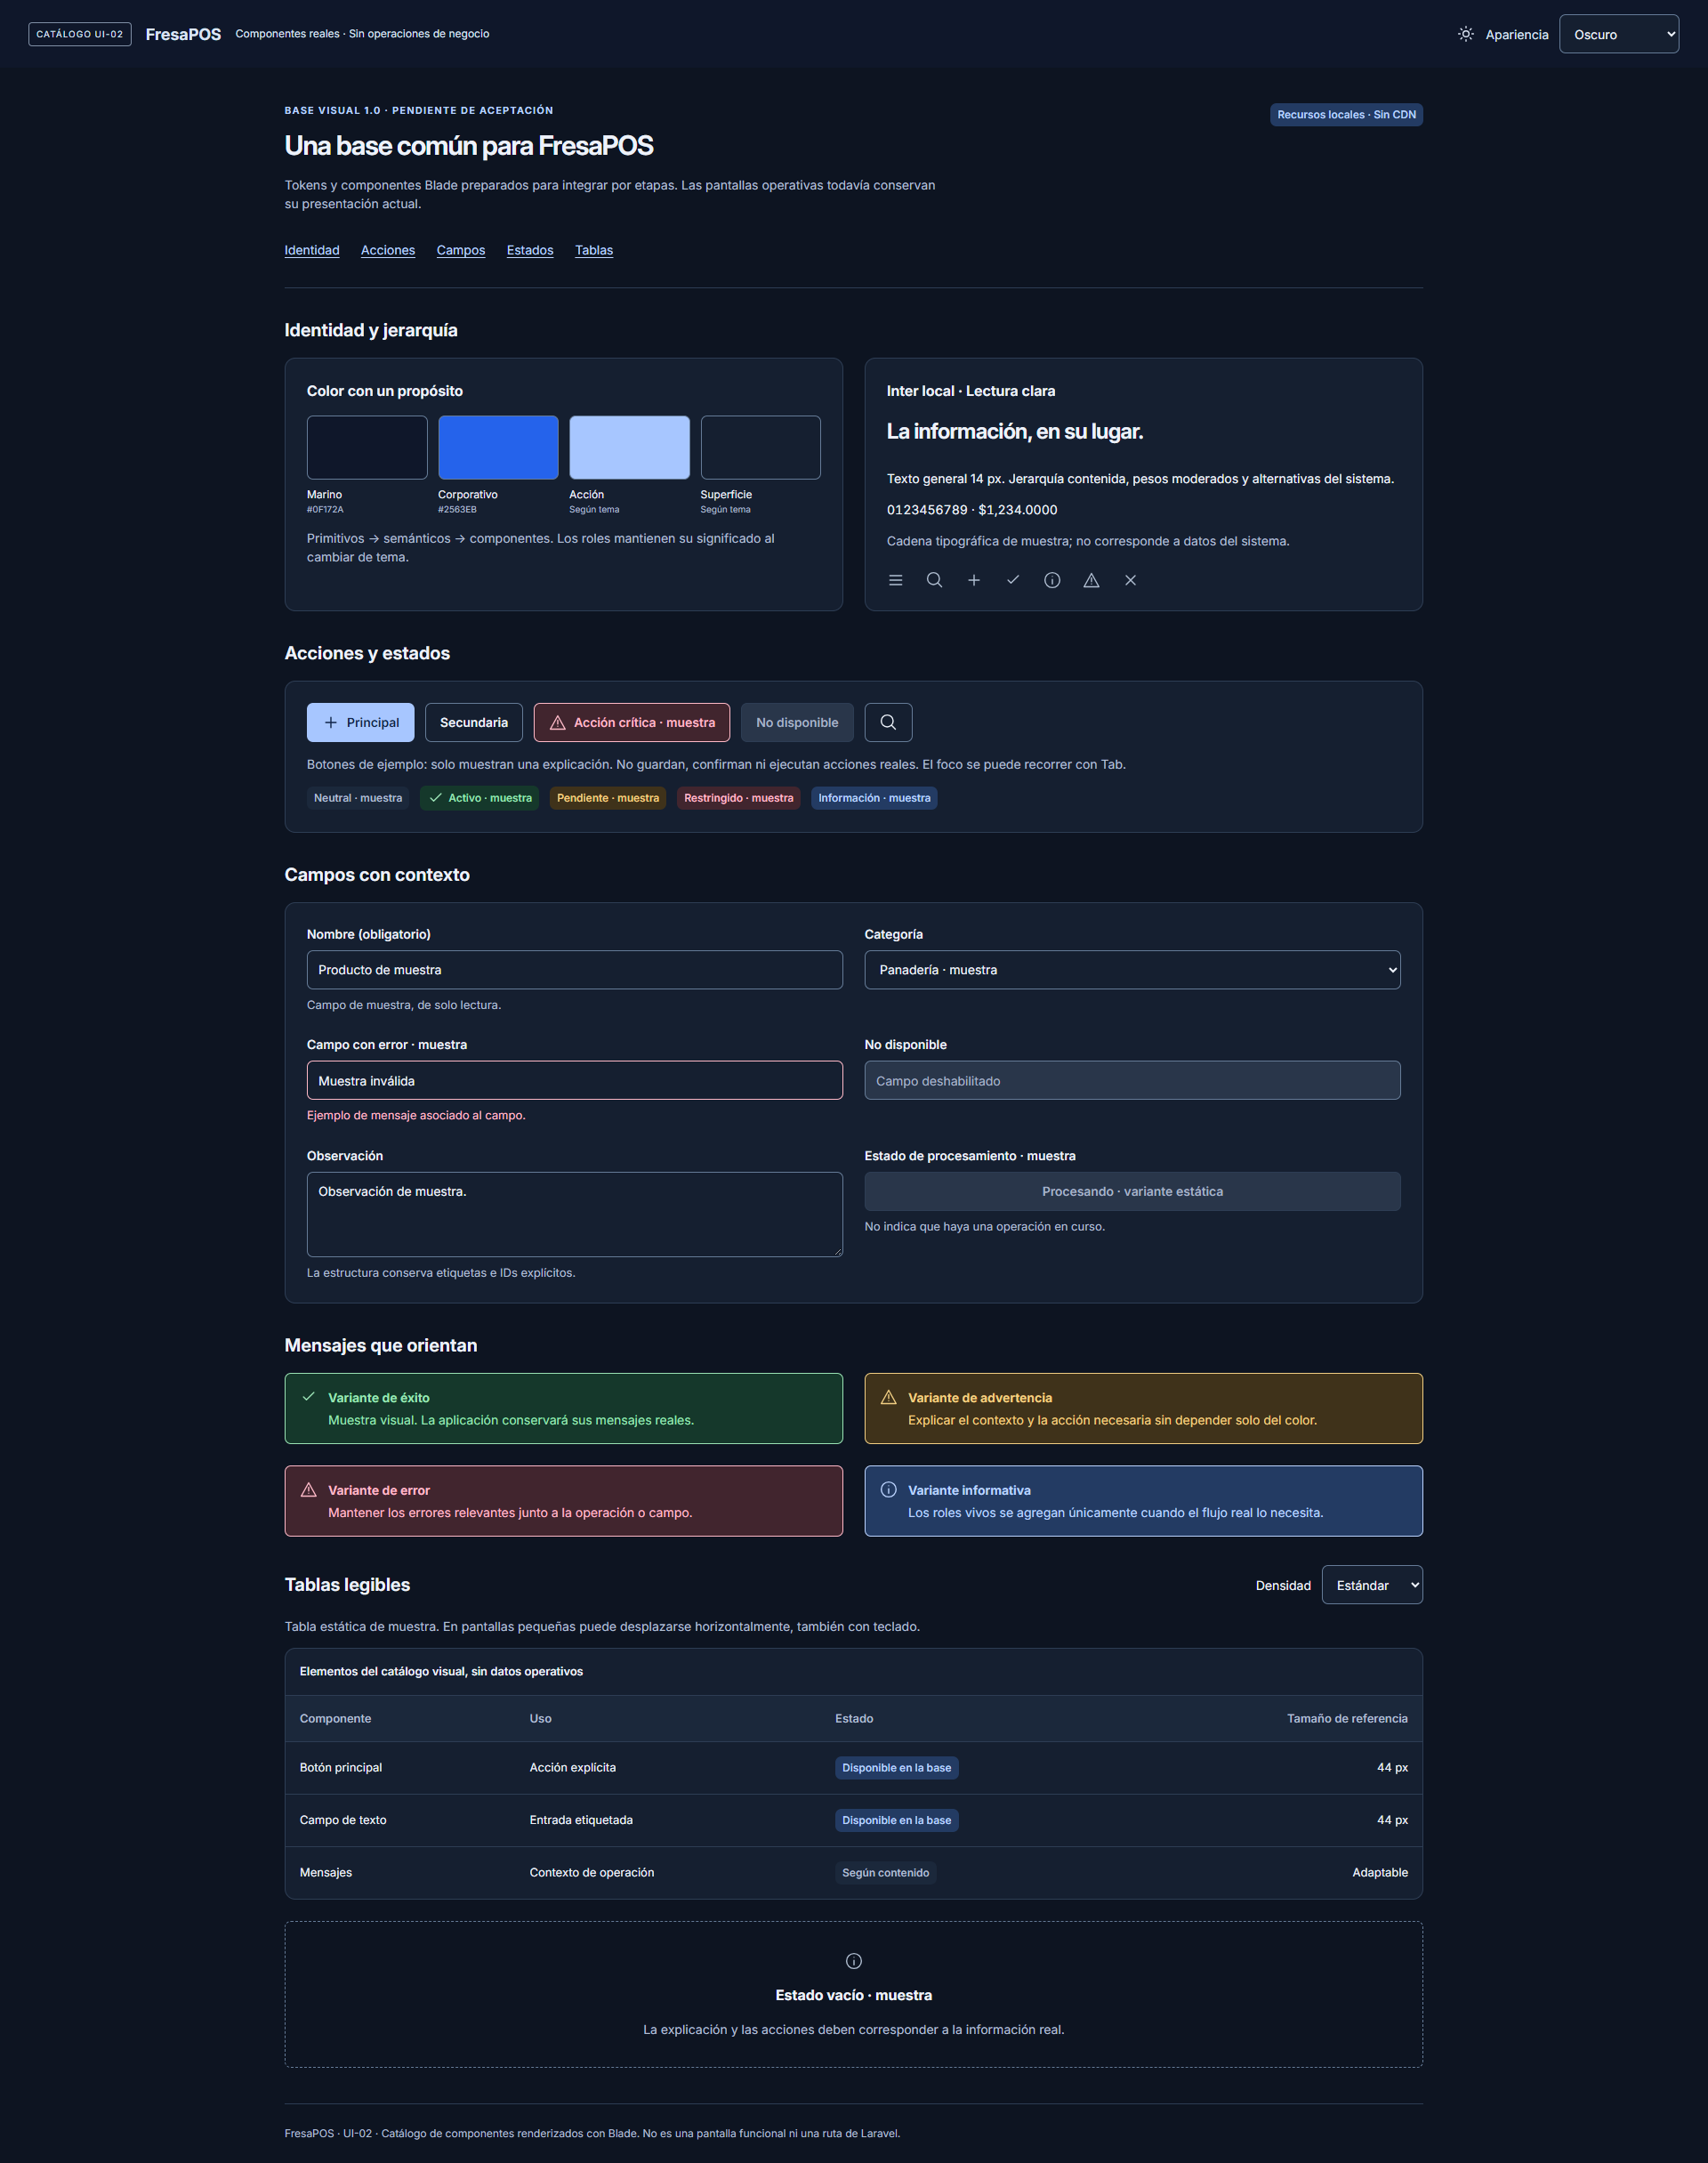 CATÁLOGO UI-02
FresaPOS
Componentes reales · Sin operaciones de negocio
Apariencia
Oscuro
BASE VISUAL 1.0 · PENDIENTE DE ACEPTACIÓN
Recursos locales · Sin CDN
Una base común para FresaPOS
Tokens y componentes Blade preparados para integrar por etapas. Las pantallas operativas todavía conservan
su presentación actual.
Identidad
Acciones
Campos
Estados
Tablas
Identidad y jerarquía
Color con un propósito
Marino
#0F172A
Corporativo
#2563EB
Acción
Según tema
Superficie
Según tema
Primitivos → semánticos → componentes. Los roles mantienen su significado al
cambiar de tema.
Inter local · Lectura clara
La información, en su lugar.
Texto general 14 px. Jerarquía contenida, pesos moderados y alternativas del sistema.
0123456789 · $1,234.0000
Cadena tipográfica de muestra; no corresponde a datos del sistema.
Acciones y estados
Principal
Secundaria
Acción crítica · muestra
No disponible
Botones de ejemplo: solo muestran una explicación. No guardan, confirman ni ejecutan acciones reales. El foco se puede recorrer con Tab.
Neutral · muestra
Activo · muestra
Pendiente · muestra
Restringido · muestra
Información · muestra
Campos con contexto
Nombre (obligatorio)
Producto de muestra
Campo de muestra, de solo lectura.
Categoría
Panadería · muestra
Campo con error · muestra
Muestra inválida
Ejemplo de mensaje asociado al campo.
No disponible
Campo deshabilitado
Observación
Observación de muestra.
La estructura conserva etiquetas e IDs explícitos.
Estado de procesamiento · muestra
Procesando · variante estática
No indica que haya una operación en curso.
Mensajes que orientan
Variante de éxito
Muestra visual. La aplicación conservará sus mensajes reales.
Variante de advertencia
Explicar el contexto y la acción necesaria sin depender solo del color.
Variante de error
Mantener los errores relevantes junto a la operación o campo.
Variante informativa
Los roles vivos se agregan únicamente cuando el flujo real lo necesita.
Tablas legibles
Densidad
Estándar
Tabla estática de muestra. En pantallas pequeñas puede desplazarse horizontalmente, también con teclado.
Elementos del catálogo visual, sin datos operativos
Componente
Uso
Estado
Tamaño de referencia
Botón principal
Acción explícita
Disponible en la base
44 px
Campo de texto
Entrada etiquetada
Disponible en la base
44 px
Mensajes
Contexto de operación
Según contenido
Adaptable
Estado vacío · muestra
La explicación y las acciones deben corresponder a la información real.
FresaPOS · UI-02 · Catálogo de componentes renderizados con Blade. No es una pantalla funcional ni una ruta de Laravel.